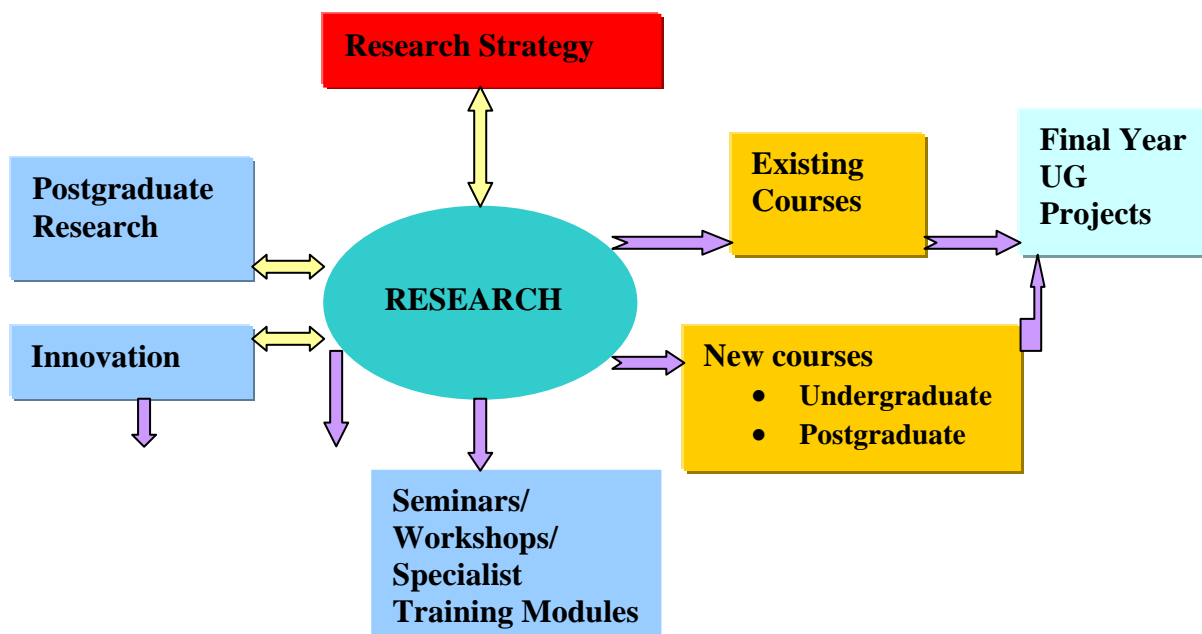 Research Strategy
Existing
Courses
Final Year
UG
Projects
Postgraduate
Research
RESEARCH
Innovation
New courses
• Undergraduate
• Postgraduate
Seminars/
Workshops/
Specialist
Training Modules